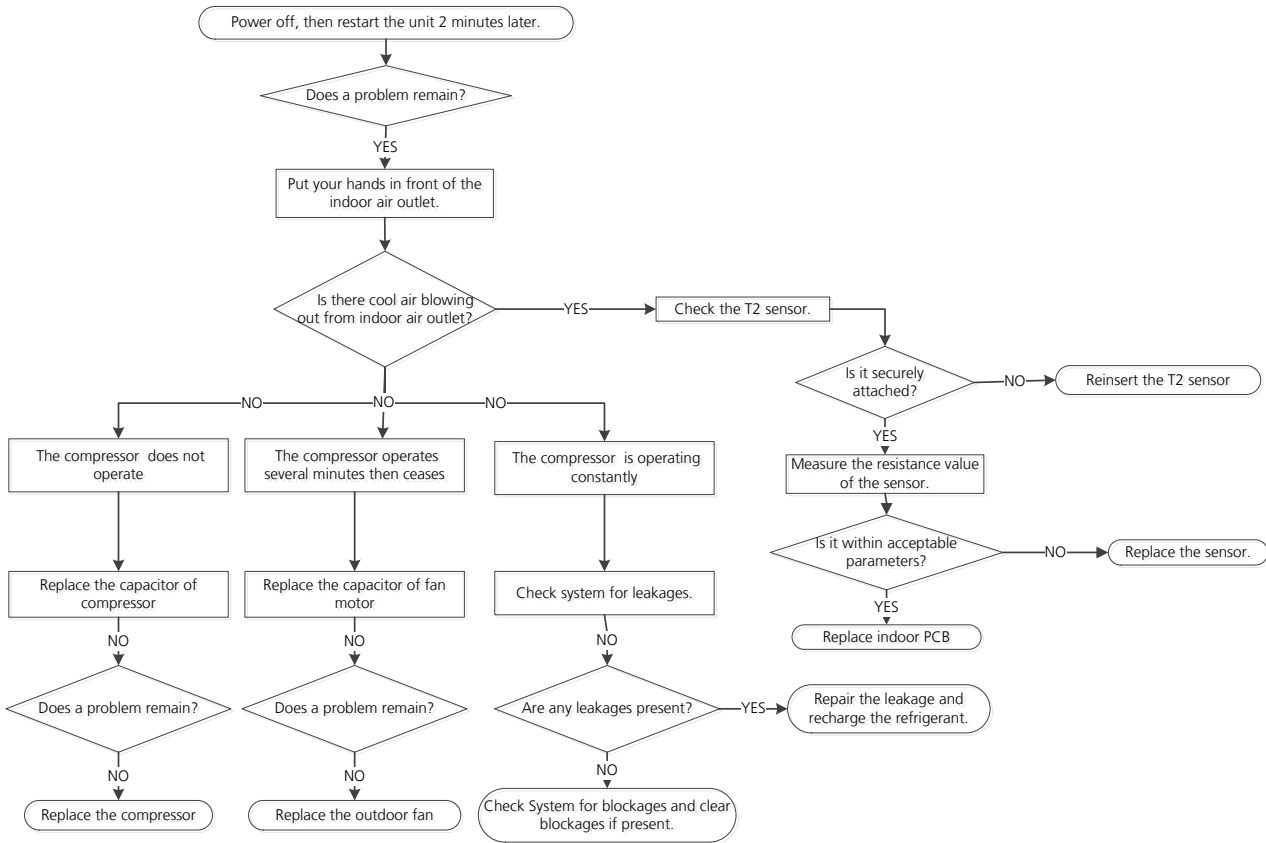 Power off, then restart the unit 2 minutes later.
Does a problem remain?
YES
Put your hands in front of the
indoor air outlet.
Is there cool air blowing
out from indoor air outlet?
YES
Check the T2 sensor.
Is it securely
attached?
NO
Reinsert the T2 sensor
YES
Measure the resistance value
of the sensor.
Is it within acceptable
parameters?
NO
Replace the sensor.
YES
Replace indoor PCB
NO
NO
NO
The compressor does not
operate
The compressor operates
several minutes then ceases
The compressor is operating
constantly
Replace the capacitor of
compressor
Replace the capacitor of fan
motor
Check system for leakages.
NO
NO
NO
Does a problem remain?
Does a problem remain?
Are any leakages present?
YES
Repair the leakage and
recharge the refrigerant.
NO
NO
NO
Replace the compressor
Replace the outdoor fan
Check System for blockages and clear
blockages if present.